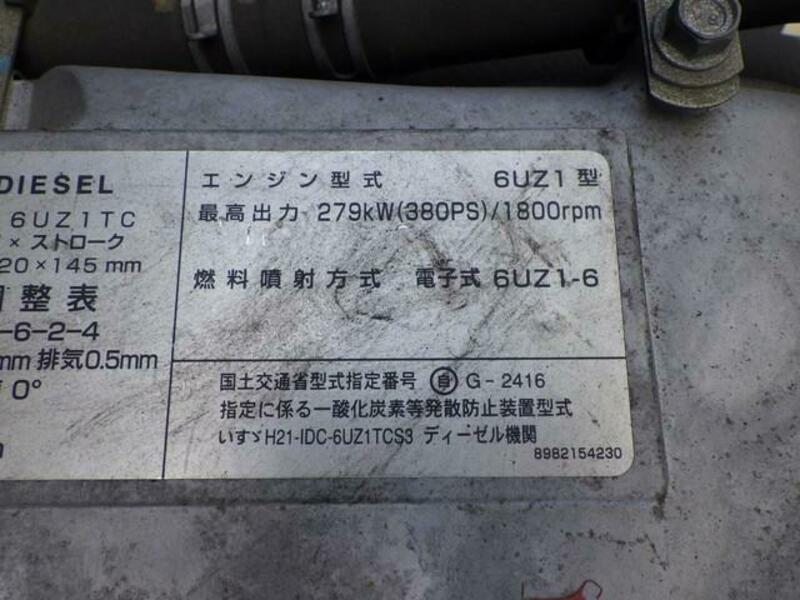 DIESEL
6UZ1TC
× ストローク
20×145mm
整表
-6-2-4
mm 排気0.5mm
0°
エンジン型式 6UZ1型
最高出力 279kW(380PS)/1800rpm
燃料噴射方式 電子式 6UZ1-6
国土交通省型式指定番号 ㊐ G-2416
指定に係る一酸化炭素等発散防止装置型式
いすゞH21-IDC-6UZ1TCS3 ディーゼル機関
8982154230